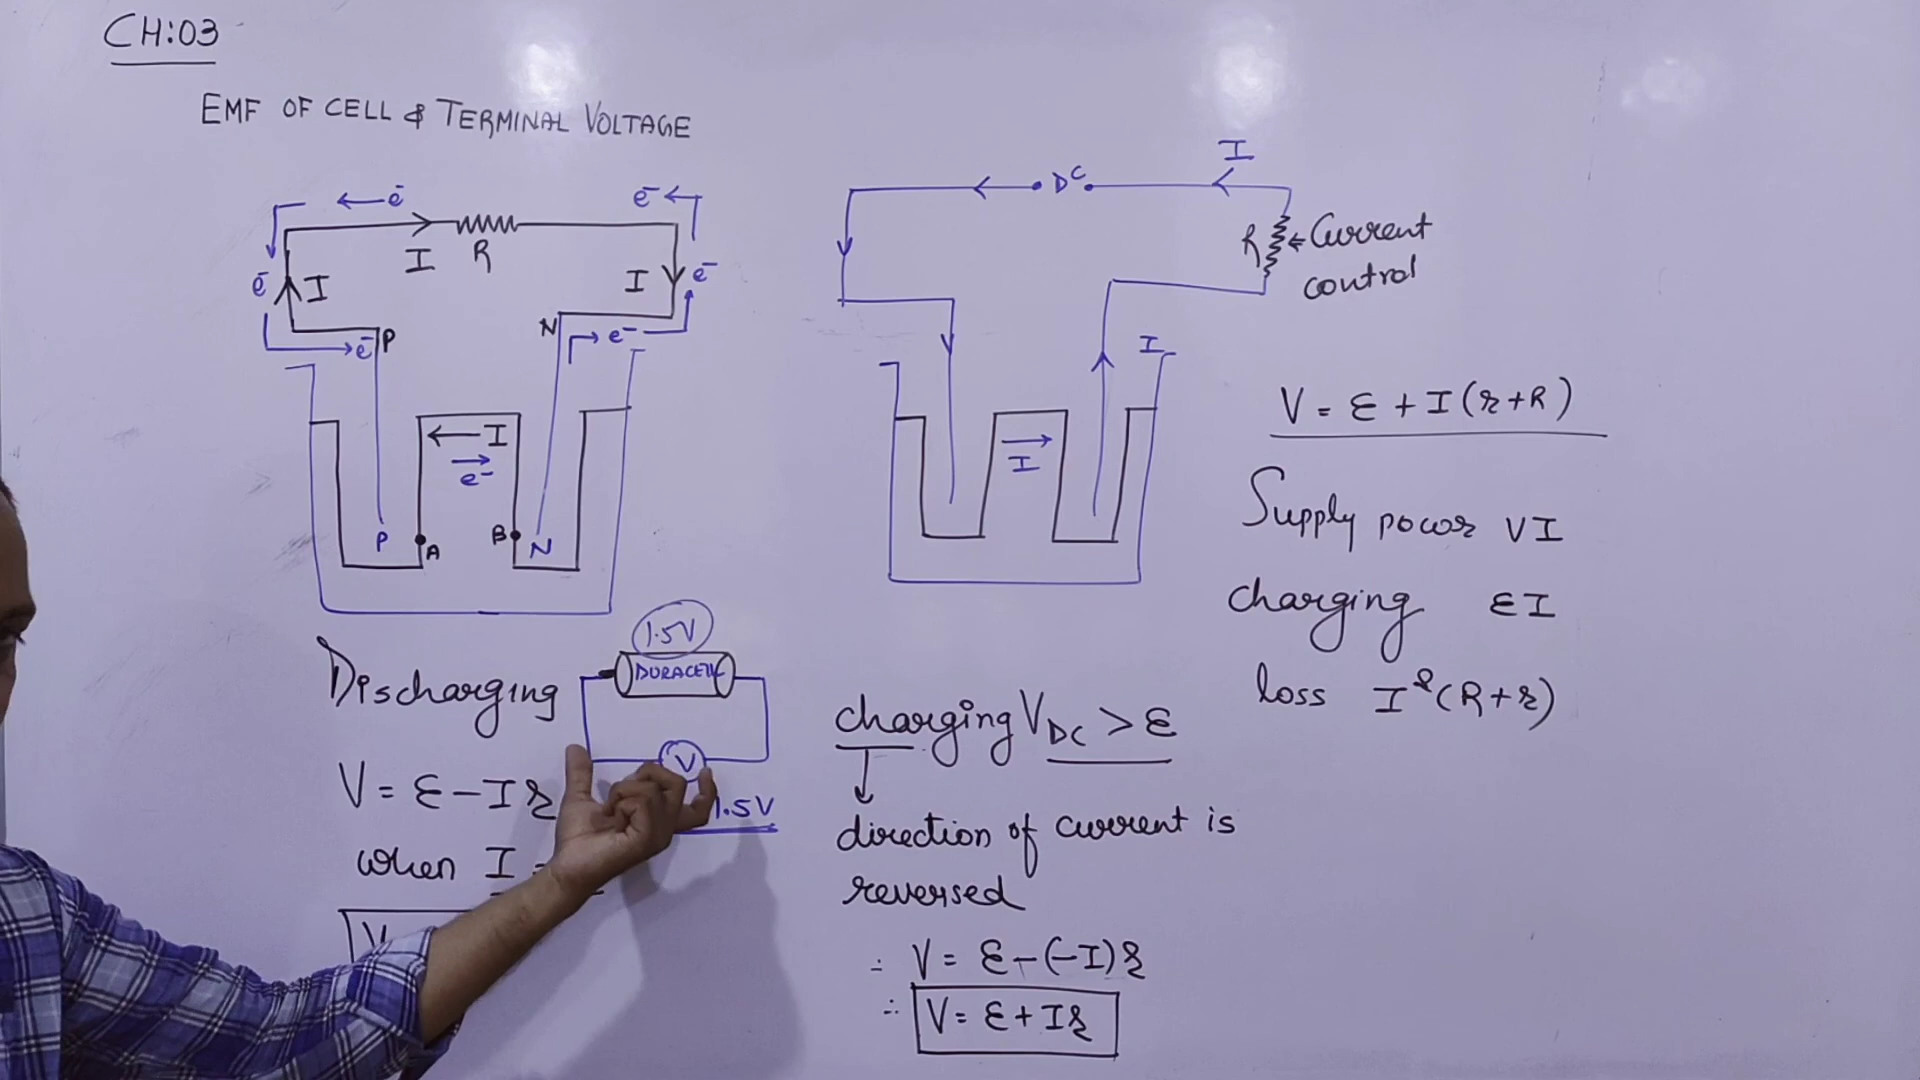 CH:03
EMF OF CELL & TERMINAL VOLTAGE
e⁻
e⁻
I
R
I
e⁻
e⁻
I
P
e⁻
N
e⁻
I
e⁻
P
A
B
N
I
DC
R
Current
control
I
I
V = ε + I(r+R)
Supply power VI
charging εI
loss I²(R+r)
Discharging
1.5V
DURACELL
V
1.5V
V = ε - Ir
when I
V
charging V_DC > ε
direction of current is
reversed
∴ V = ε - (-I)r
∴ V = ε + Ir